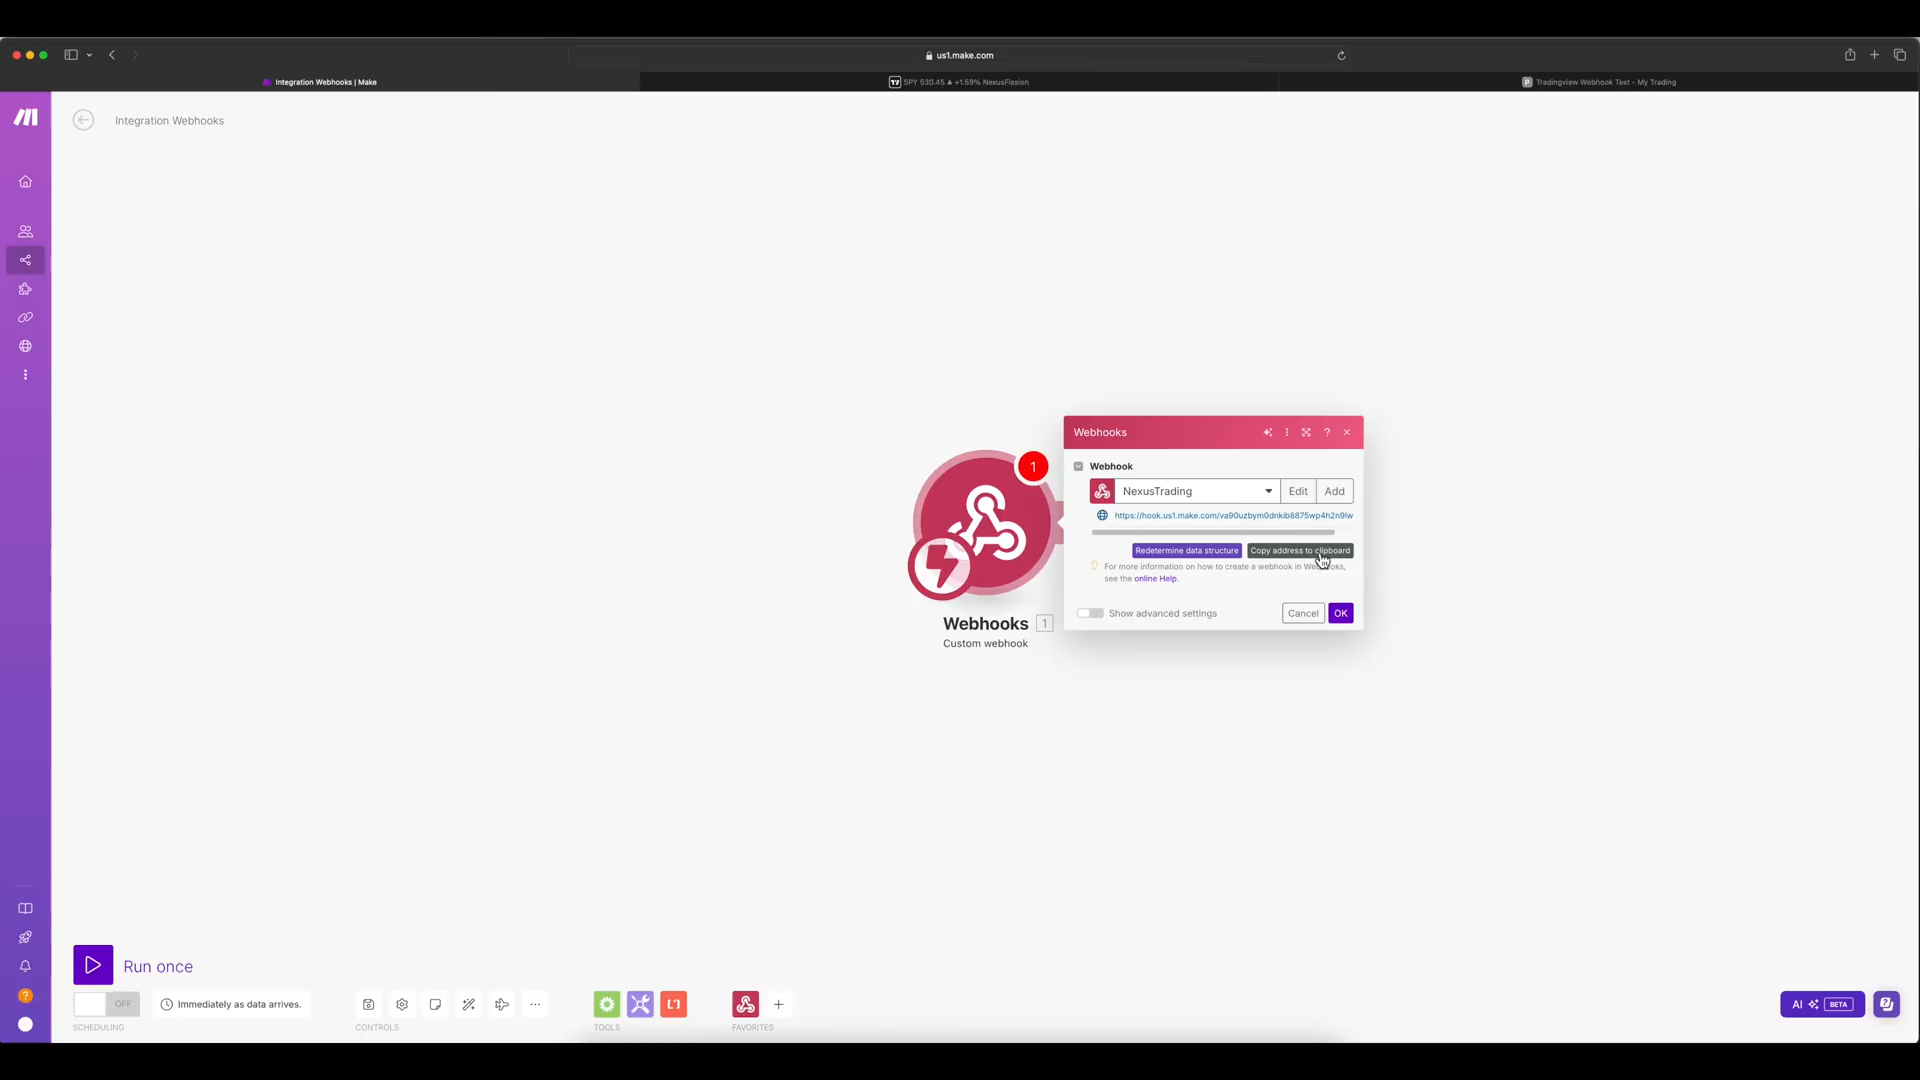 us1.make.com
Integration Webhooks | Make
SPY 530.45 ▲ +1.59% NexusFission
P Tradingview Webhook Test - My Trading
Integration Webhooks
Webhooks
?
Webhook
NexusTrading
Edit
Add
https://hook.us1.make.com/va90uzbym0dnkib8875wp4h2n9lw
Redetermine data structure
Copy address to clipboard
For more information on how to create a webhook in Webhooks,
see the online Help.
Show advanced settings
Cancel
OK
1
Webhooks 1
Custom webhook
Run once
OFF
Immediately as data arrives.
SCHEDULING
CONTROLS
TOOLS
FAVORITES
AI BETA
?